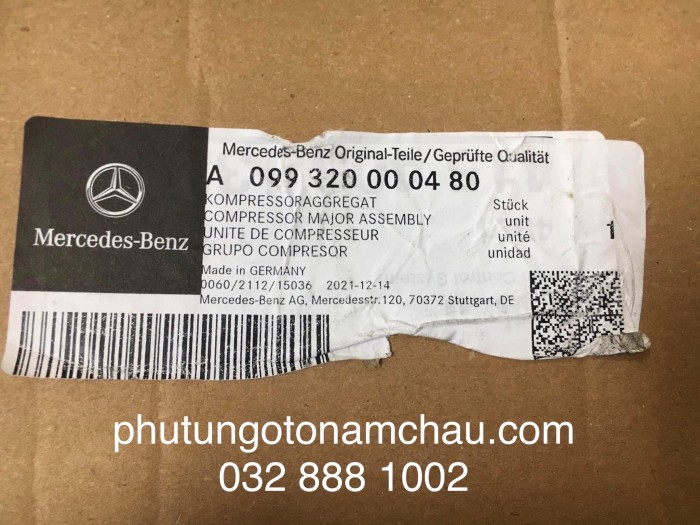 Mercedes-Benz
Mercedes-Benz Original-Teile/Geprüfte Qualität
A 099 320 00 04 80
KOMPRESSORAGGREGAT Stück
COMPRESSOR MAJOR ASSEMBLY unit
UNITE DE COMPRESSEUR unité
GRUPO COMPRESOR unidad
1
Made in GERMANY
0060/2112/15036 2021-12-14
Mercedes-Benz AG, Mercedesstr.120, 70372 Stuttgart, DE
phutungotonamchau.com
032 888 1002